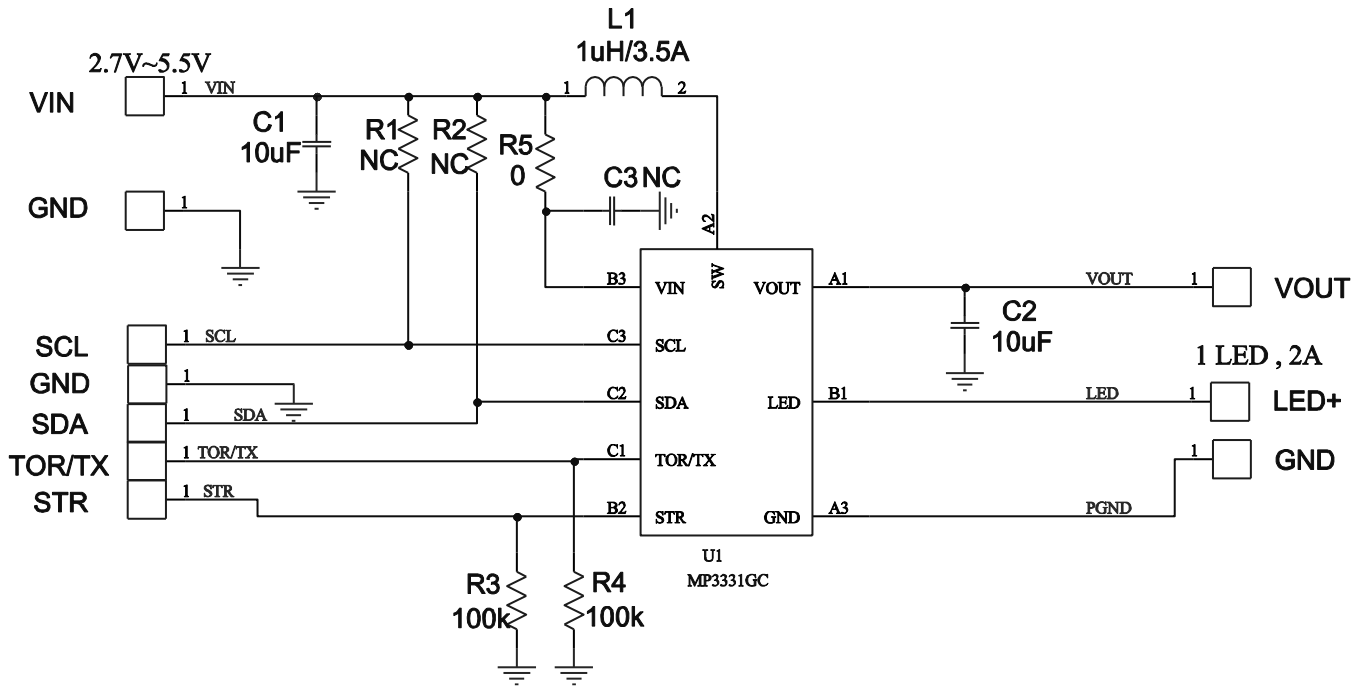 L1
1uH/3.5A
2.7V~5.5V
VIN
1 VIN
1
2
C1
10uF
R1
NC
R2
NC
R5
0
C3 NC
GND
1
A2
SW
B3
VIN
VOUT
A1
VOUT
1
VOUT
C2
10uF
SCL
1 SCL
C3
SCL
GND
1
1 LED , 2A
SDA
1
SDA
C2
SDA
LED
B1
LED
1
LED+
TOR/TX
1 TOR/TX
C1
TOR/TX
1
GND
STR
1 STR
B2
STR
GND
A3
PGND
U1
MP3331GC
R3
100k
R4
100k